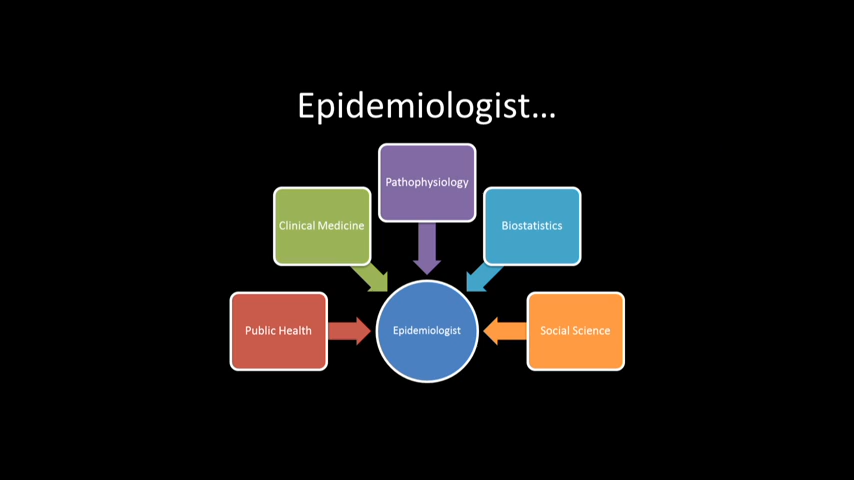 Epidemiologist...
Pathophysiology
Clinical Medicine
Biostatistics
Public Health
Epidemiologist
Social Science